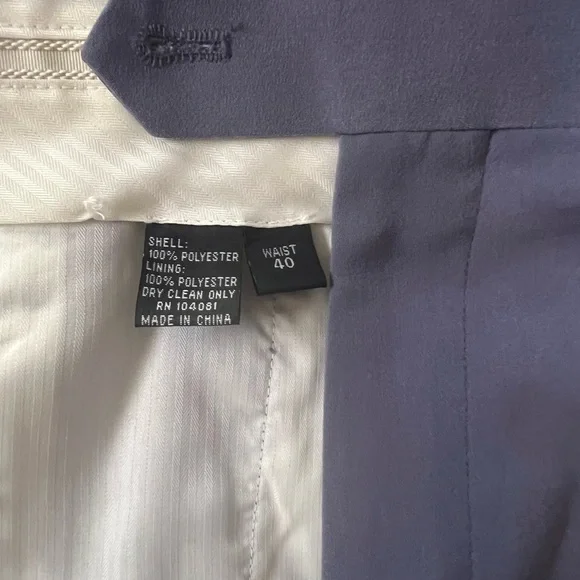 SHELL:
100% POLYESTER
LINING:
100% POLYESTER
DRY CLEAN ONLY
RN 104081
MADE IN CHINA
WAIST
40